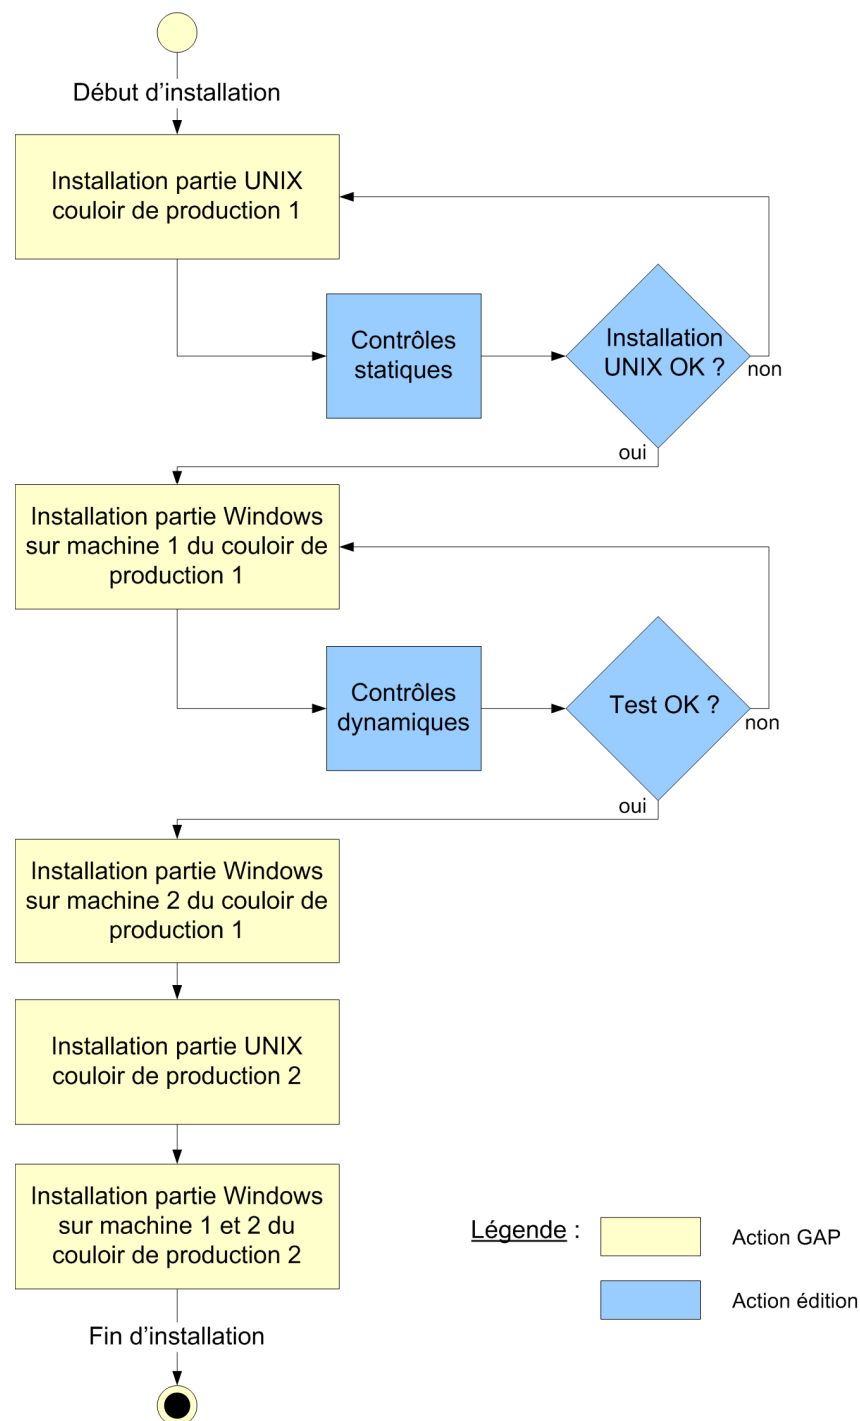 Début d’installation
Installation partie UNIX
couloir de production 1
Contrôles
statiques
Installation
UNIX OK ?
non
oui
Installation partie Windows
sur machine 1 du couloir de
production 1
Contrôles
dynamiques
Test OK ?
non
oui
Installation partie Windows
sur machine 2 du couloir de
production 1
Installation partie UNIX
couloir de production 2
Installation partie Windows
sur machine 1 et 2 du
couloir de production 2
Légende :
Action GAP
Action édition
Fin d’installation